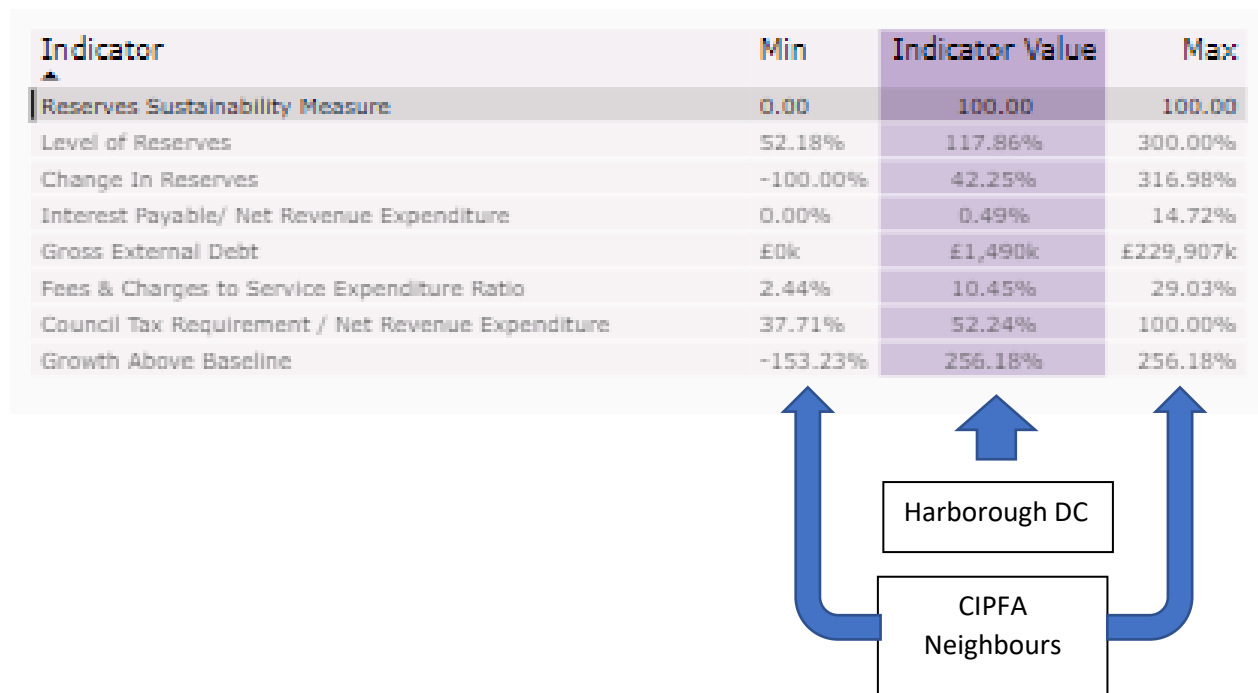 Indicator Min Indicator Value Max
Reserves Sustainability Measure 0.00 100.00 100.00
Level of Reserves 52.18% 117.86% 300.00%
Change In Reserves -100.00% 42.25% 316.98%
Interest Payable/ Net Revenue Expenditure 0.00% 0.49% 14.72%
Gross External Debt £0k £1,490k £229,907k
Fees & Charges to Service Expenditure Ratio 2.44% 10.45% 29.03%
Council Tax Requirement / Net Revenue Expenditure 37.71% 52.24% 100.00%
Growth Above Baseline -153.23% 256.18% 256.18%
Harborough DC
CIPFA
Neighbours